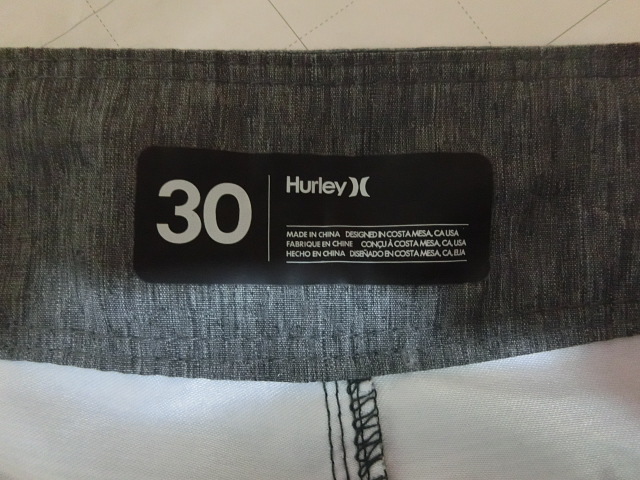 30
Hurley
MADE IN CHINA DESIGNED IN COSTA MESA, CA USA
FABRIQUE EN CHINE CONÇU À COSTA MESA, CA, USA
HECHO EN CHINA DISEÑADO EN COSTA MESA, CA, EUA